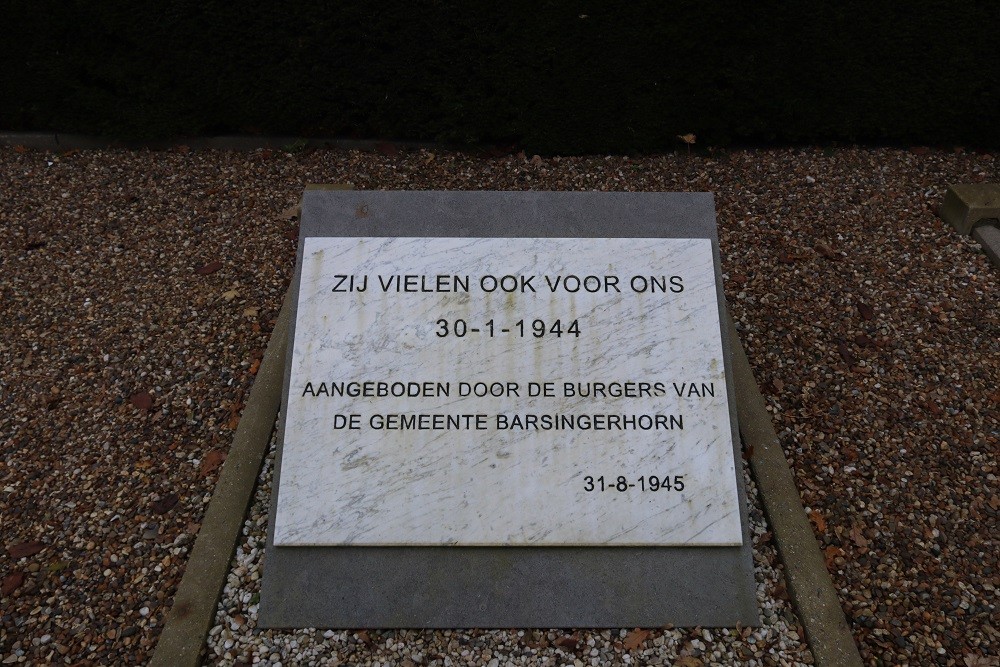 ZIJ VIELEN OOK VOOR ONS
30-1-1944
AANGEBODEN DOOR DE BURGERS VAN
DE GEMEENTE BARSINGERHORN
31-8-1945